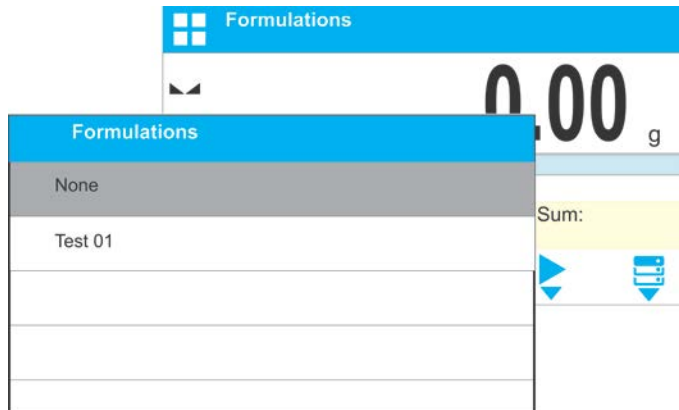 Formulations
0.00 g
Formulations
None
Test 01
Sum: